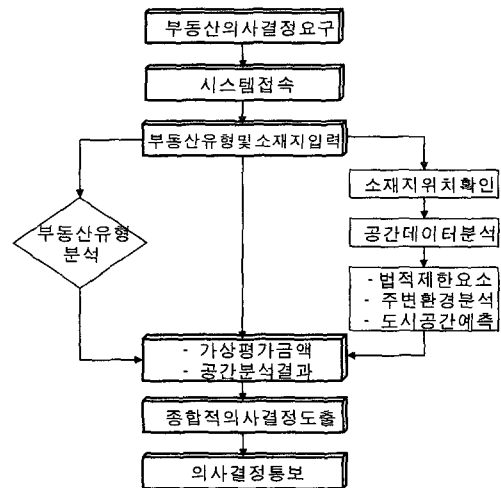 부동산의사결정요구
시스템접속
부동산유형및소재지입력
소재지위치확인
부동산유형
분석
공간데이터분석
- 법적제한요소
- 주변환경분석
- 도시공간예측
- 가상평가금액
- 공간분석결과
종합적의사결정도출
의사결정통보